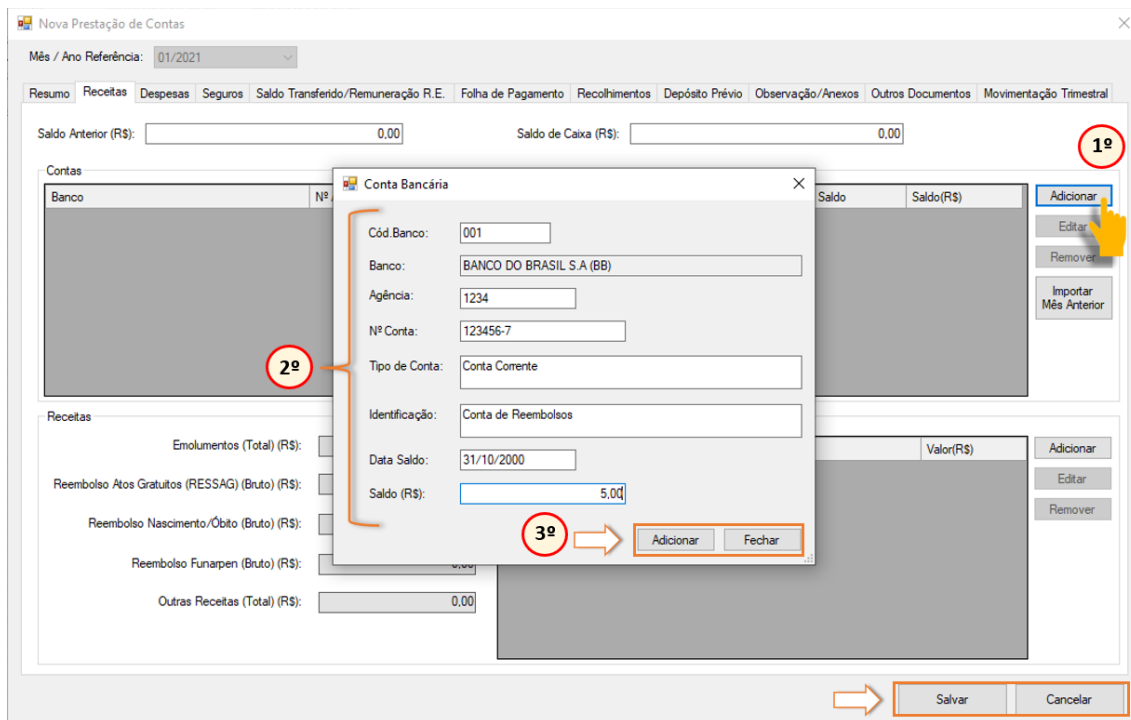 Nova Prestação de Contas
Mês / Ano Referência: 01/2021
Resumo Receitas Despesas Seguros Saldo Transferido/Remuneração R.E. Folha de Pagamento Recolhimentos Depósito Prévio Observação/Anexos Outros Documentos Movimentação Trimestral
Saldo Anterior (R$): 0,00 Saldo de Caixa (R$): 0,00
1º
Contas
Banco Nº Saldo Saldo(R$)
Adicionar
Editar
Remover
Importar
Mês Anterior
Conta Bancária
Cód.Banco: 001
Banco: BANCO DO BRASIL S.A (BB)
Agência: 1234
Nº Conta: 123456-7
2º
Tipo de Conta: Conta Corrente
Identificação: Conta de Reembolsos
Data Saldo: 31/10/2000
Saldo (R$): 5,00
3º
Adicionar Fechar
Receitas
Emolumentos (Total) (R$):
Reembolso Atos Gratuitos (RESSAG) (Bruto) (R$):
Reembolso Nascimento/Óbito (Bruto) (R$):
Reembolso Funarpen (Bruto) (R$): 0,00
Outras Receitas (Total) (R$): 0,00
Valor(R$)
Adicionar
Editar
Remover
Salvar Cancelar